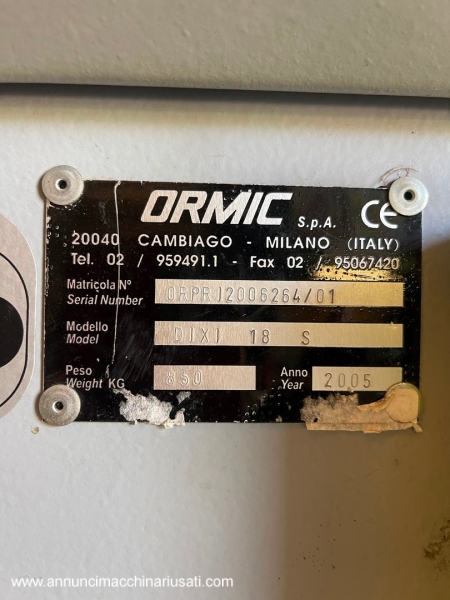 ORMIC S.p.A. CE
20040 CAMBIAGO - MILANO (ITALY)
Tel. 02 / 959491.1 - Fax 02 / 95067420
Matricola N°
Serial Number ORPRJ2006264/01
Modello
Model DIXI 18 S
Peso
Weight KG 850
Anno
Year 2005
www.annuncimacchinariusati.com